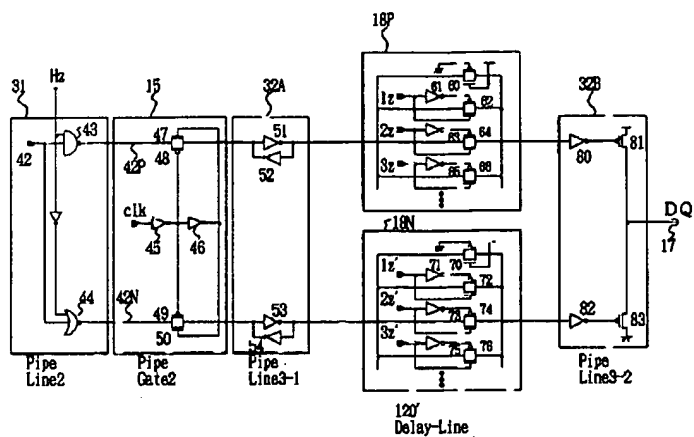 18P
31
Hz
15
32A
32B
43
42
42P
47
48
51
52
1z
61
60
62
2z
63
64
3z
65
66
80
81
clk
45
46
DQ
17
18N
44
42N
49
50
53
1z'
71
70
72
2z'
73
74
3z'
75
76
82
83
Pipe
Line2
Pipe
Gate2
Pipe
Line3-1
Pipe
Line3-2
120'
Delay-Line